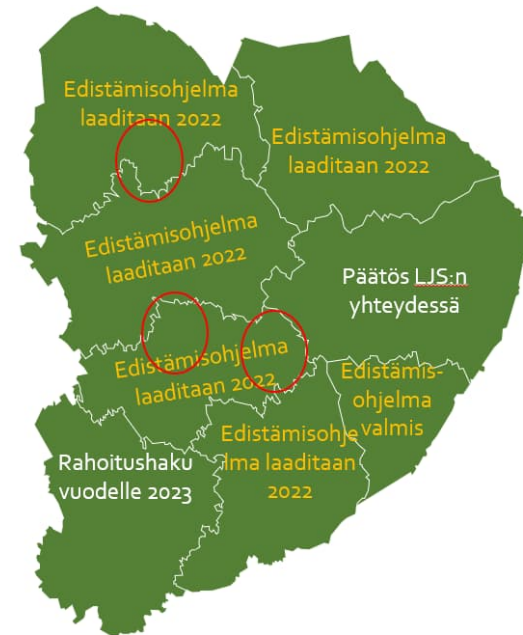 Edistämisohjelma
laaditaan 2022
Edistämisohjelma
laaditaan 2022
Edistämisohjelma
laaditaan 2022
Päätös LJS:n
yhteydessä
Edistämisohjelma
laaditaan 2022
Edistämis-
ohjelma
valmis
Edistämisohje
lma laaditaan
2022
Rahoitushaku
vuodelle 2023